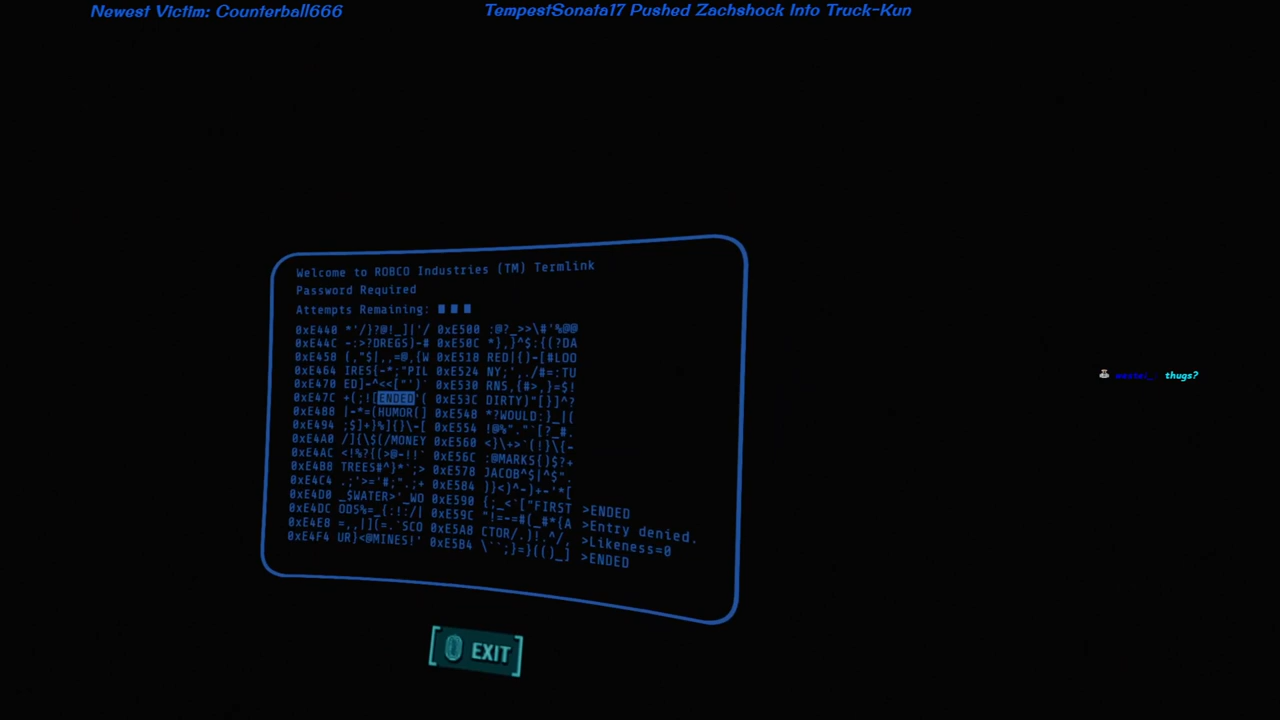 Newest Victim: Counterball666
TempestSonata17 Pushed Zachshock Into Truck-Kun
Welcome to ROBCO Industries (TM) Termlink
Password Required
Attempts Remaining: ■ ■ ■
0xE440 *'/}?@!_]|'/ 0xE500 :@?_>>\#'%@@
0xE44C -:>?DREGS)-# 0xE50C *},}^$:{(?DA
0xE458 (,"$|,,=@,{W 0xE518 RED|{)-[#LOO
0xE464 IRES{-*;"PIL 0xE524 NY;',./#=:TU
0xE470 ED]-^<<["')` 0xE530 RNS,{#>,}=$!
0xE47C +(;![ENDED'( 0xE53C DIRTY)"[}]^?
0xE488 |-*=(HUMOR(] 0xE548 *?WOULD:}_|(
0xE494 ;$]+}%]{}\-[ 0xE554 !@%"."`[?_#.
0xE4A0 /]{\$(/MONEY 0xE560 <}\+>`(!}\{-
0xE4AC <!%?{(>@-!!` 0xE56C :@MARKS{)$?+
0xE4B8 TREES#^}*`;> 0xE578 JACOB^$|^$".
0xE4C4 .;'>='#;".;+ 0xE584 )}<)^-)+-'*[
0xE4D0 _$WATER>'_WO 0xE590 {;_<`["FIRST >ENDED
0xE4DC ODS%=_{:!:/| 0xE59C "!=-=#(_#*{A >Entry denied.
0xE4E8 =,,|](=.`SCO 0xE5A8 CTOR/.)!.^/, >Likeness=0
0xE4F4 UR}<@MINES!' 0xE5B4 \``;}=}(()_] >ENDED
EXIT
thugs?